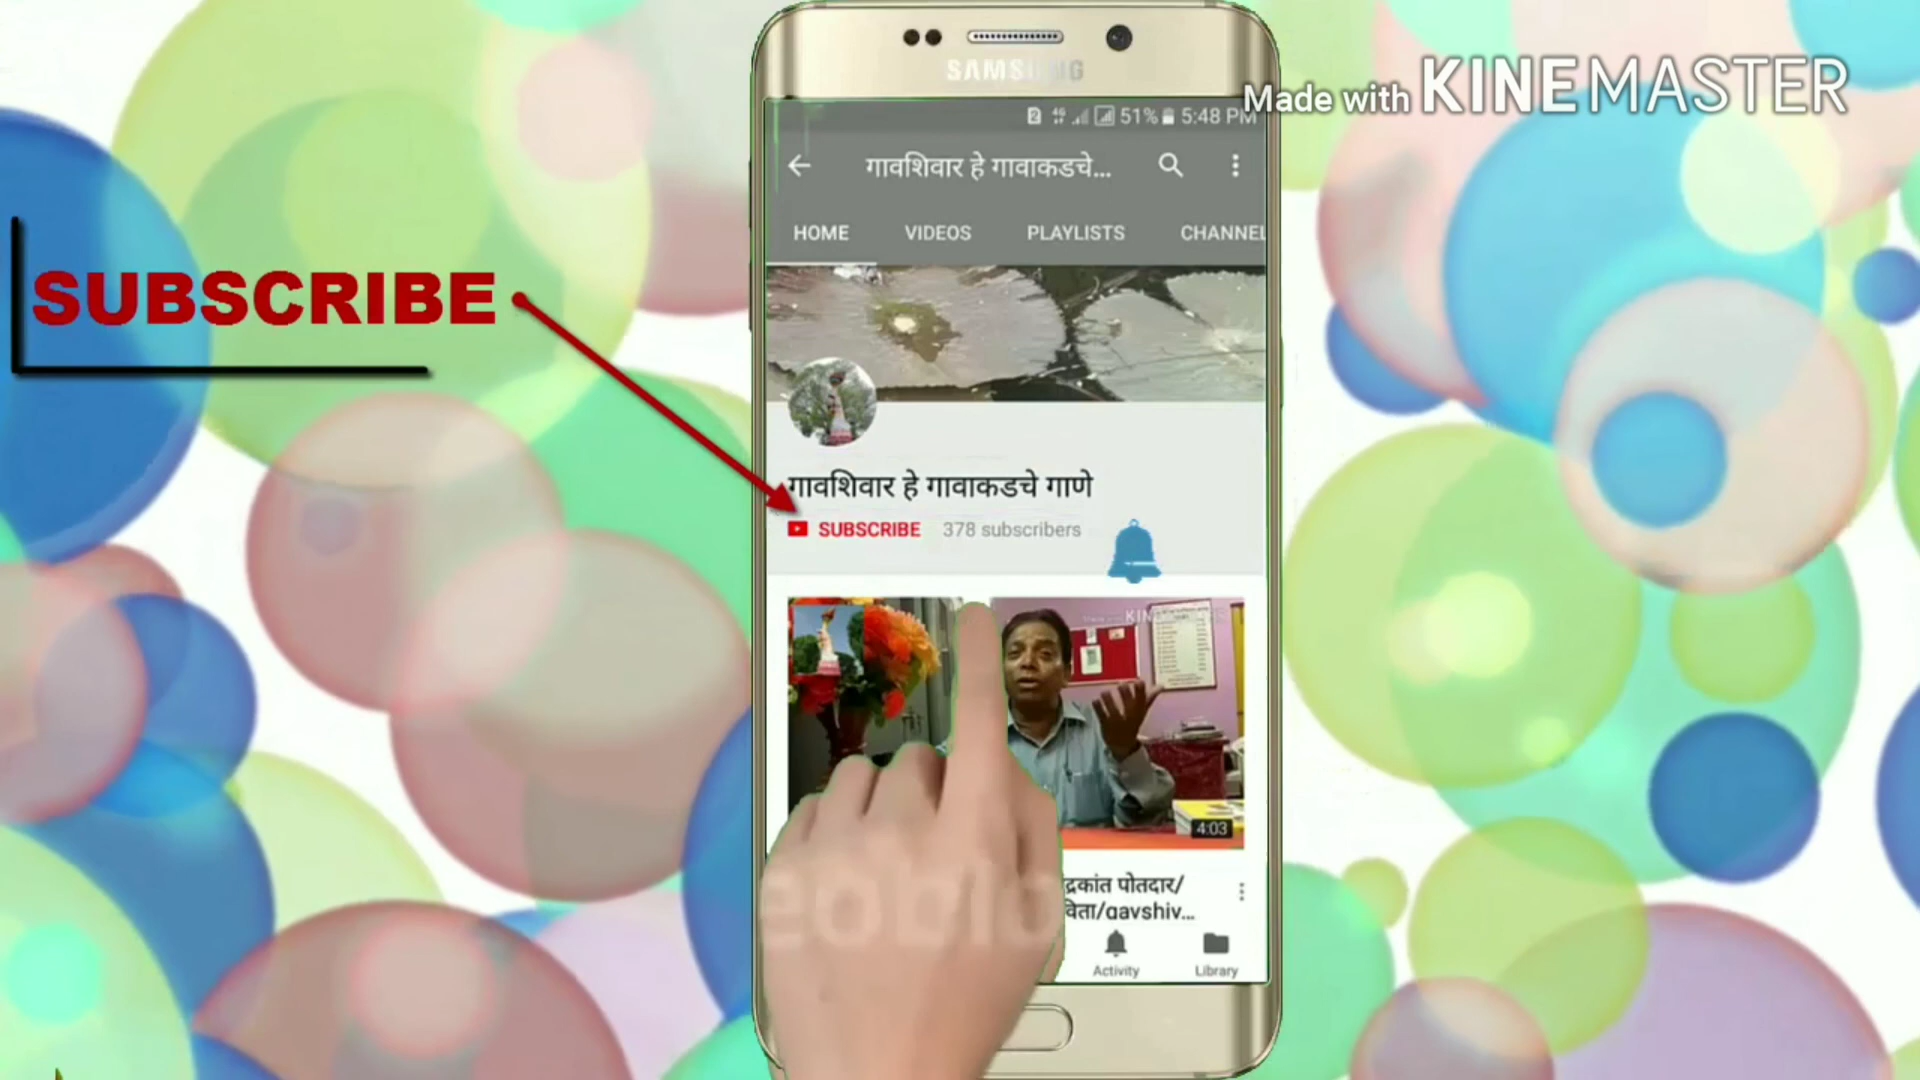 Made with KINEMASTER
SAMSUNG
51% 5:48 PM
गावशिवार हे गावाकडचे...
HOME VIDEOS PLAYLISTS CHANNEL
SUBSCRIBE
गावशिवार हे गावाकडचे गाणे
SUBSCRIBE 378 subscribers
4:03
द्रकांत पोतदार/
विता/gavshiv...
Activity Library